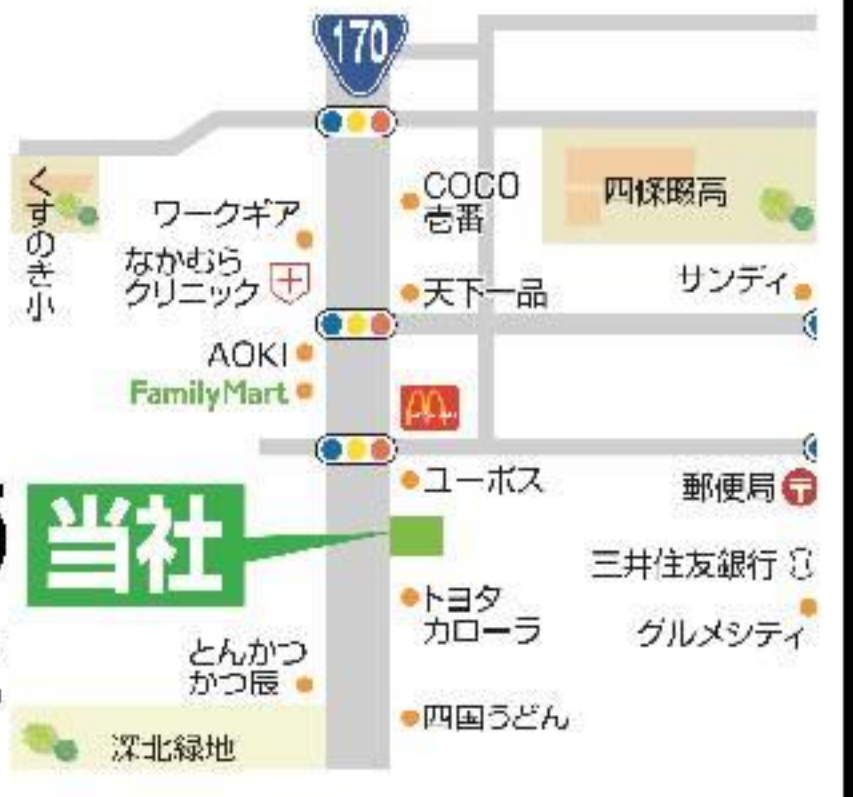 170
COCO
壱番
四條畷高
くすのき小
ワークギア
なかむら
クリニック
天下一品
サンディ
AOKI
FamilyMart
ユーポス
郵便局
当社
三井住友銀行
トヨタ
カローラ
グルメシティ
とんかつ
かつ辰
四国うどん
深北緑地